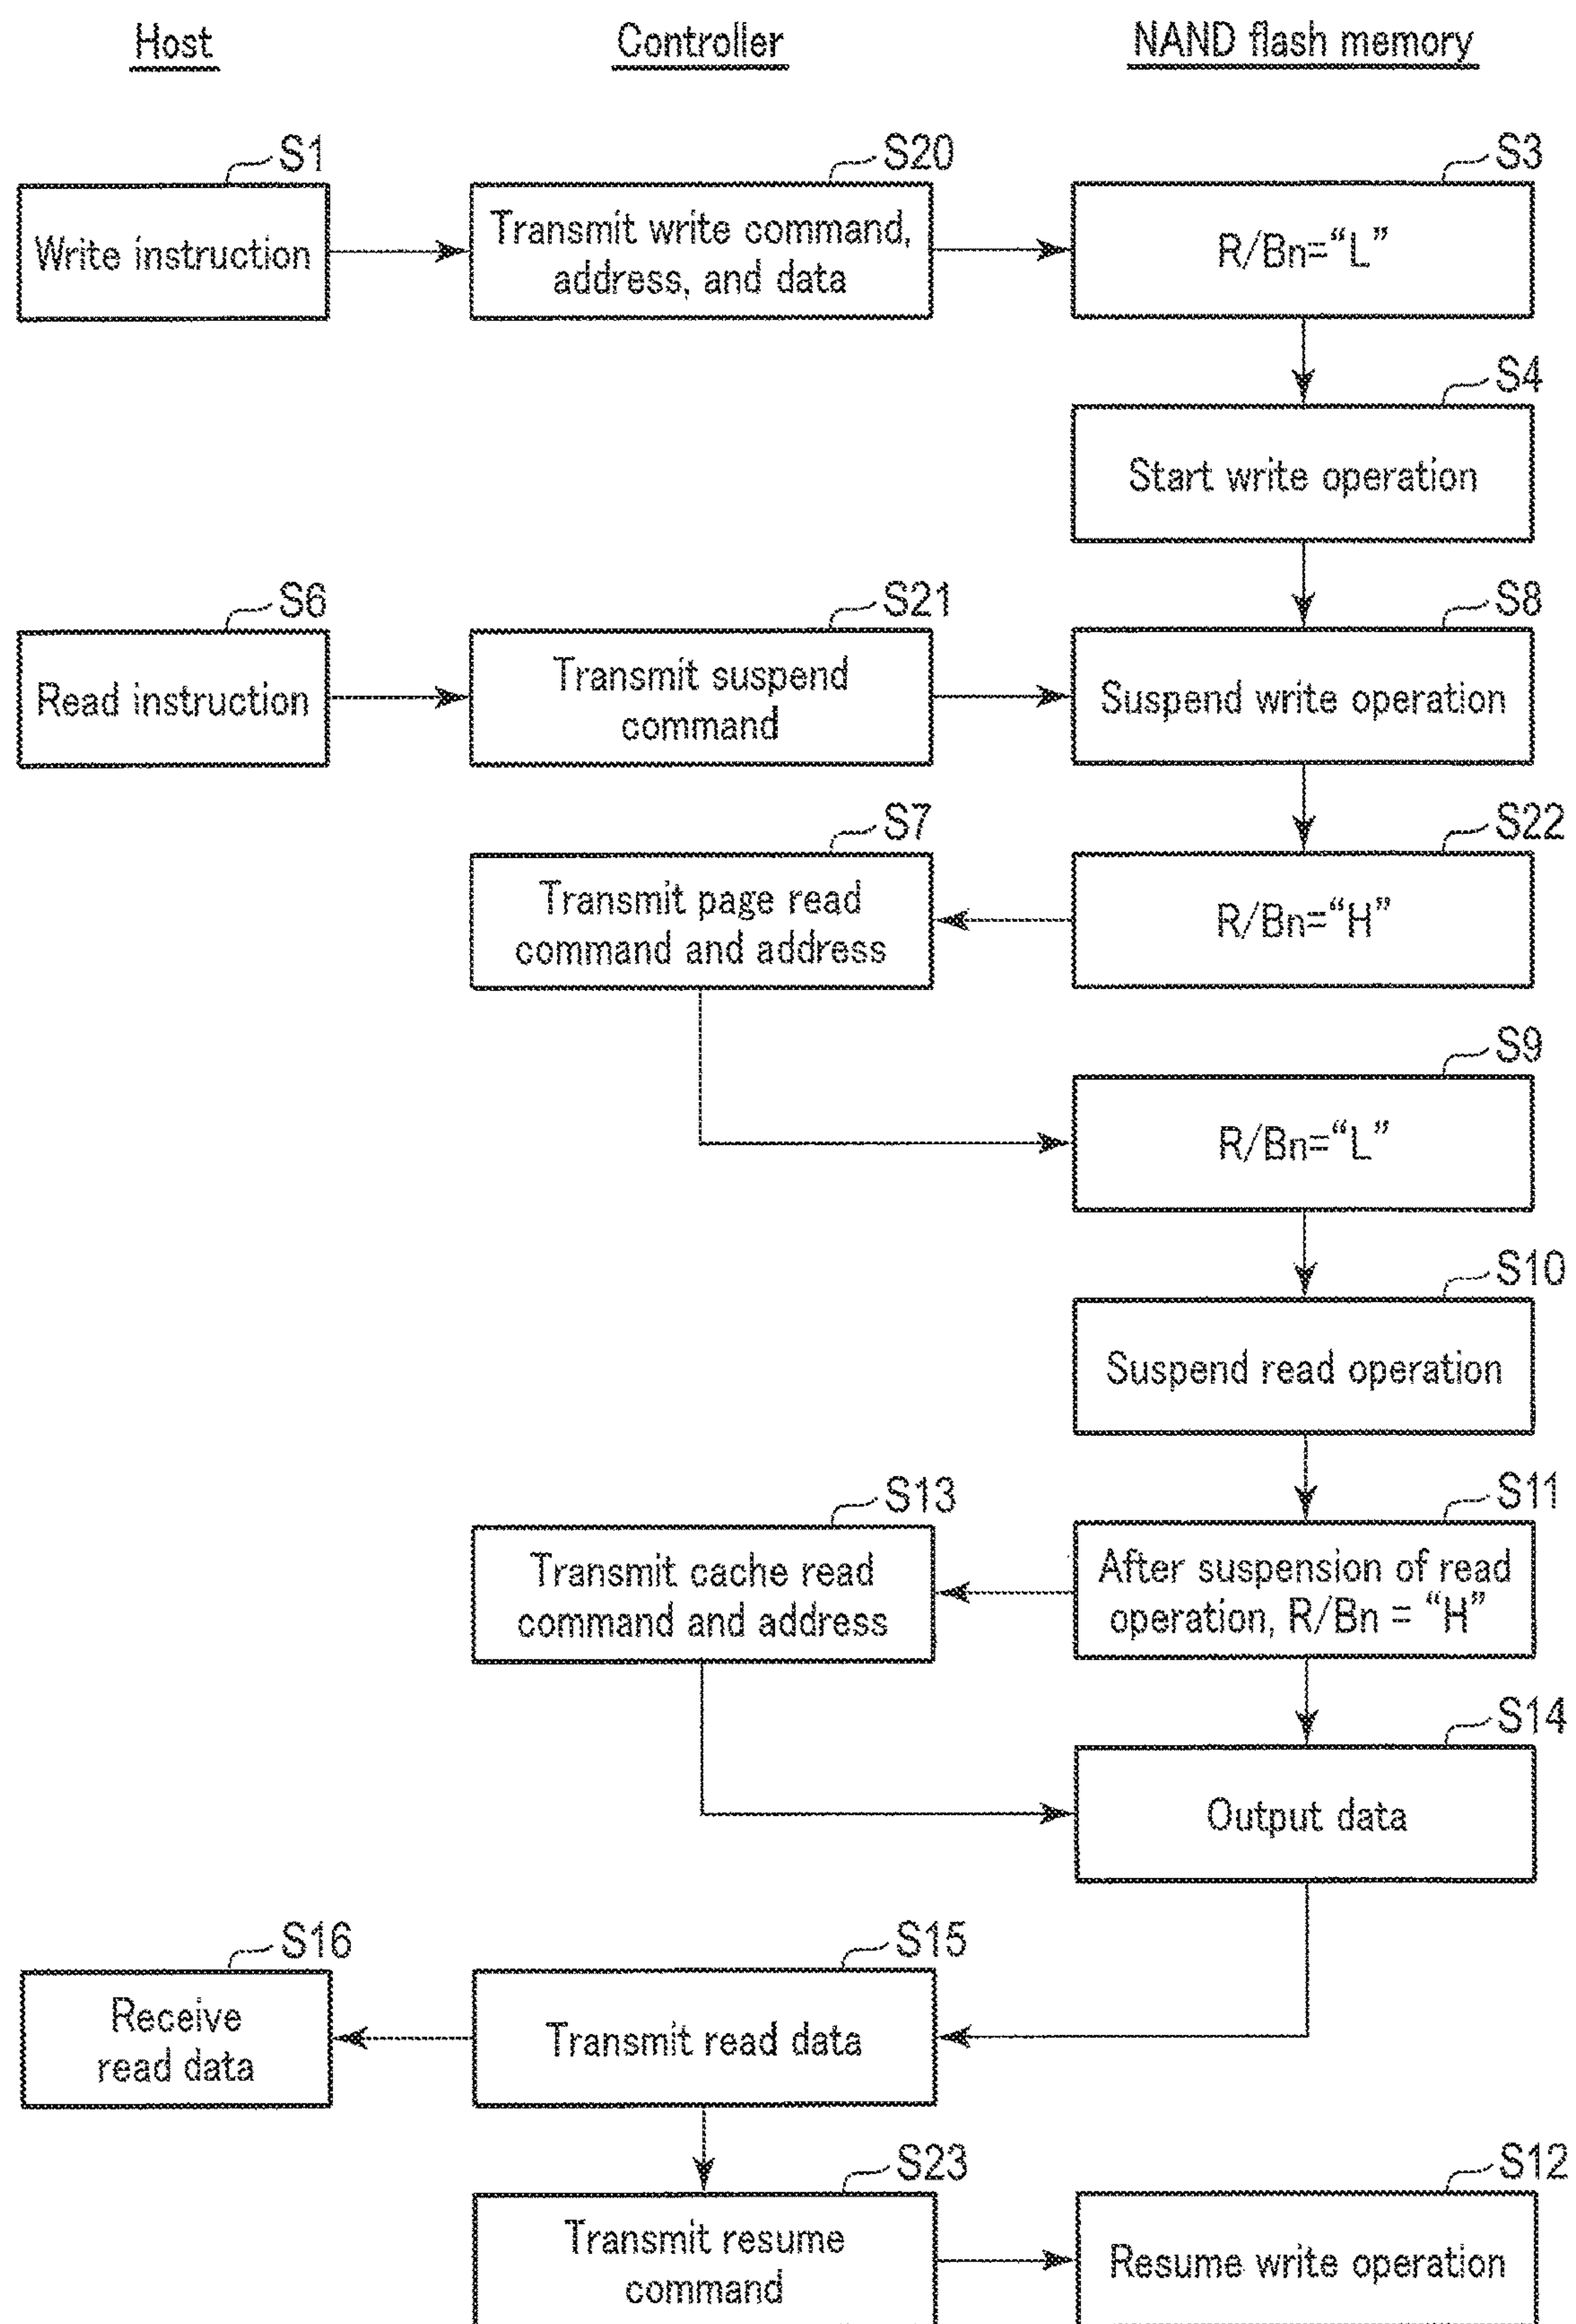 Host
Controller
NAND flash memory
S1
S20
S3
Write instruction
Transmit write command,
address, and data
R/Bn=“L”
S4
Start write operation
S6
S21
S8
Read instruction
Transmit suspend
command
Suspend write operation
S7
S22
Transmit page read
command and address
R/Bn=“H”
S9
R/Bn=“L”
S10
Suspend read operation
S13
S11
Transmit cache read
command and address
After suspension of read
operation, R/Bn = “H”
S14
Output data
S16
S15
Receive
read data
Transmit read data
S23
S12
Transmit resume
command
Resume write operation